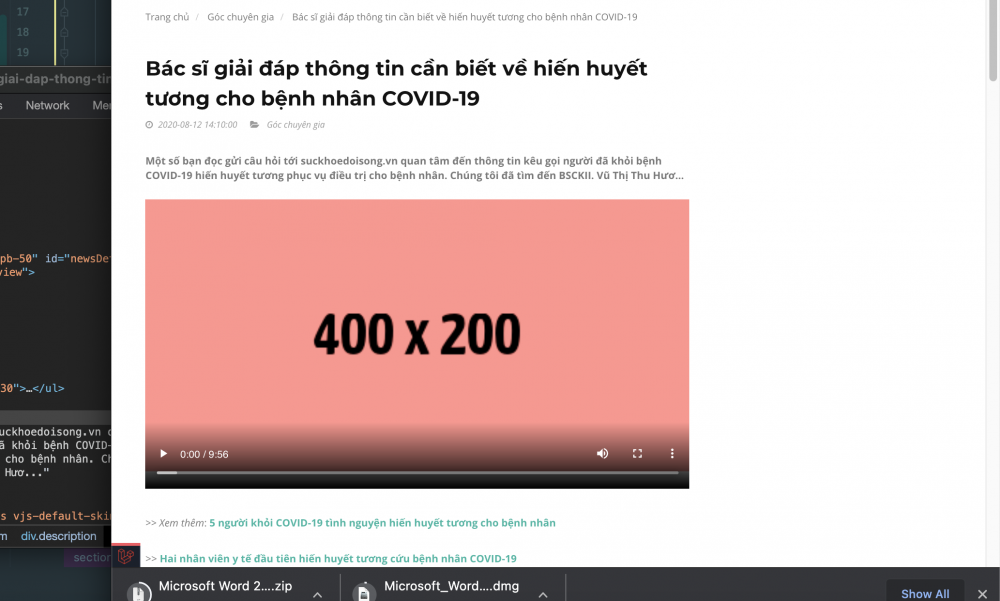 17
18
19
giai-dap-thong-tin
s Network Mem
pb-50" id="newsDet
view">
30">…</ul>
uckhoedoisong.vn q
ã khỏi bệnh COVID-
cho bệnh nhân. Ch
Hươ..."
s vjs-default-skin
m div.description
section
Trang chủ / Góc chuyên gia / Bác sĩ giải đáp thông tin cần biết về hiến huyết tương cho bệnh nhân COVID-19
Bác sĩ giải đáp thông tin cần biết về hiến huyết
tương cho bệnh nhân COVID-19
2020-08-12 14:10:00 Góc chuyên gia
Một số bạn đọc gửi câu hỏi tới suckhoedoisong.vn quan tâm đến thông tin kêu gọi người đã khỏi bệnh
COVID-19 hiến huyết tương phục vụ điều trị cho bệnh nhân. Chúng tôi đã tìm đến BSCKII. Vũ Thị Thu Hươ...
400 x 200
0:00 / 9:56
>> Xem thêm: 5 người khỏi COVID-19 tình nguyện hiến huyết tương cho bệnh nhân
>> Hai nhân viên y tế đầu tiên hiến huyết tương cứu bệnh nhân COVID-19
Microsoft Word 2....zip
Microsoft_Word....dmg
Show All